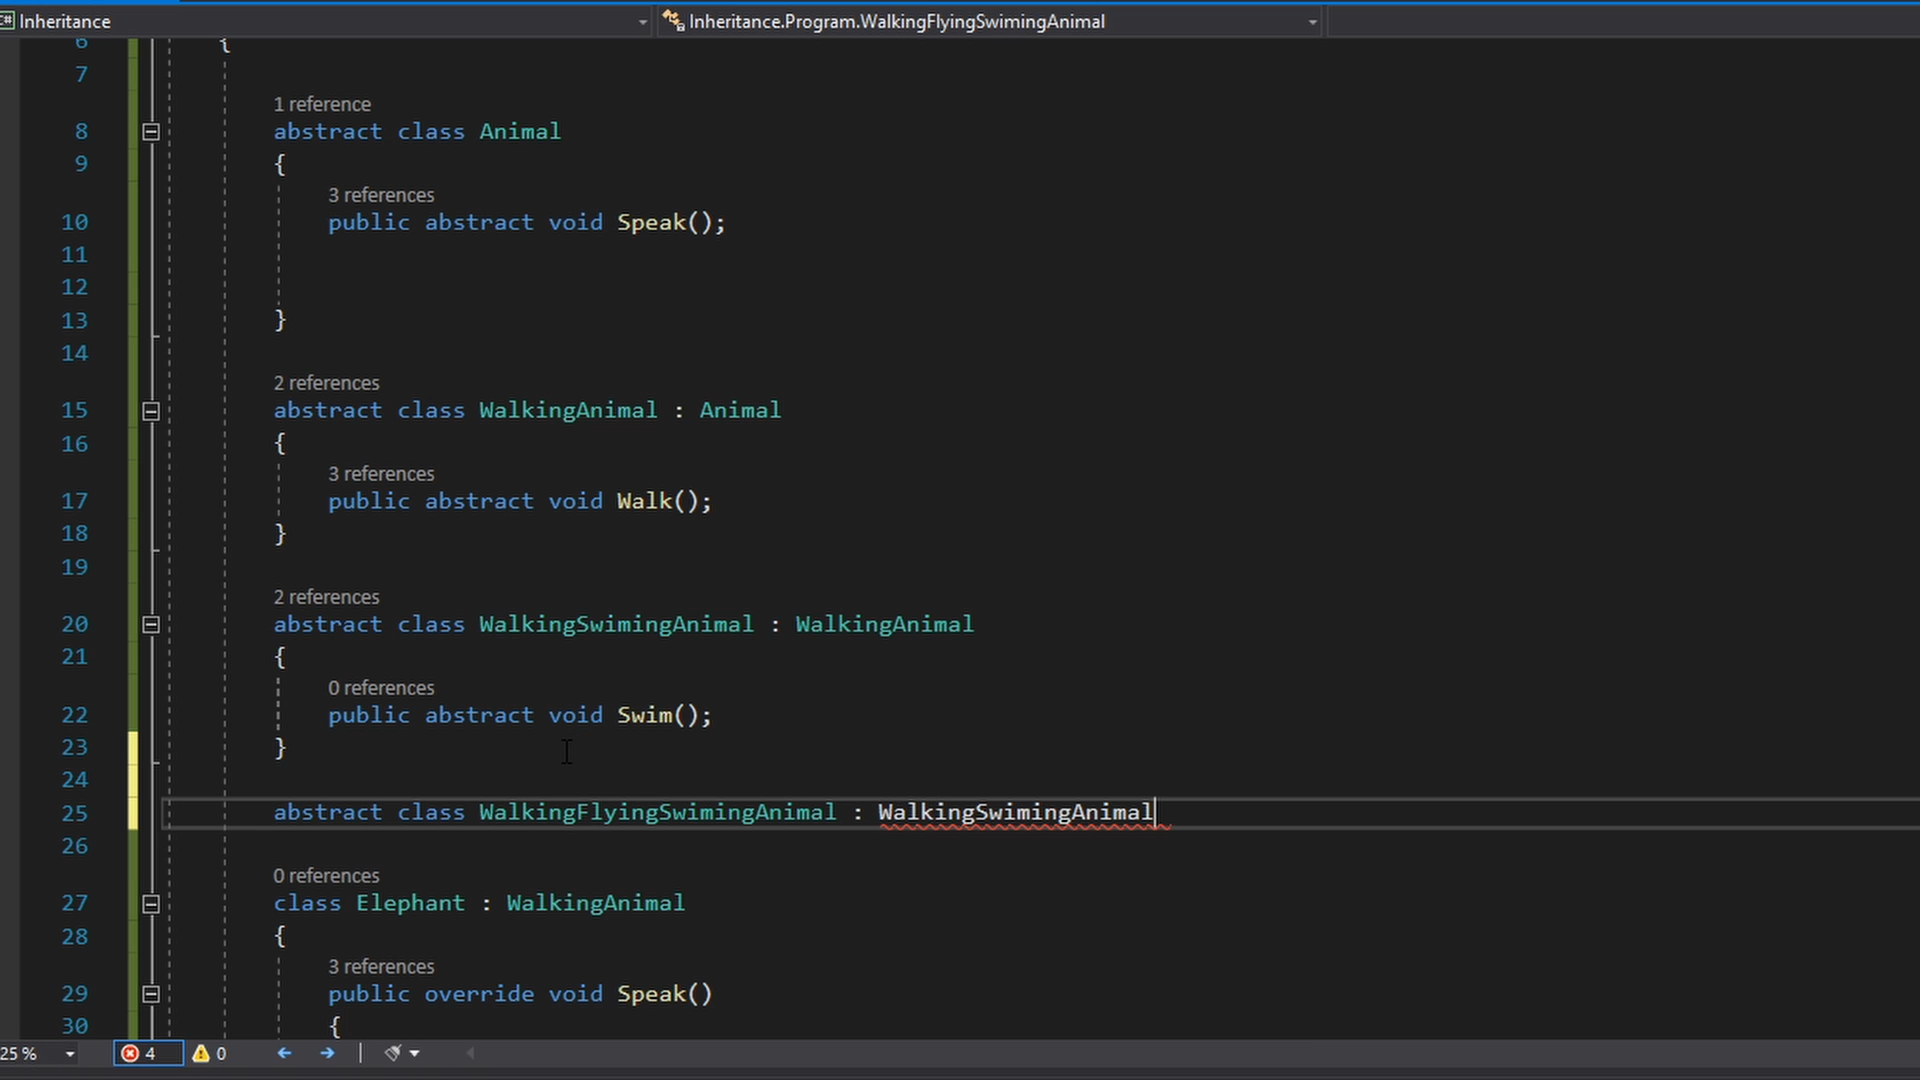 C# Inheritance Inheritance.Program.WalkingFlyingSwimingAnimal
6 {
7
1 reference
8 abstract class Animal
9 {
3 references
10 public abstract void Speak();
11
12
13 }
14
2 references
15 abstract class WalkingAnimal : Animal
16 {
3 references
17 public abstract void Walk();
18 }
19
2 references
20 abstract class WalkingSwimingAnimal : WalkingAnimal
21 {
0 references
22 public abstract void Swim();
23 }
24
25 abstract class WalkingFlyingSwimingAnimal : WalkingSwimingAnimal
26
0 references
27 class Elephant : WalkingAnimal
28 {
3 references
29 public override void Speak()
30 {
25 % 4 0